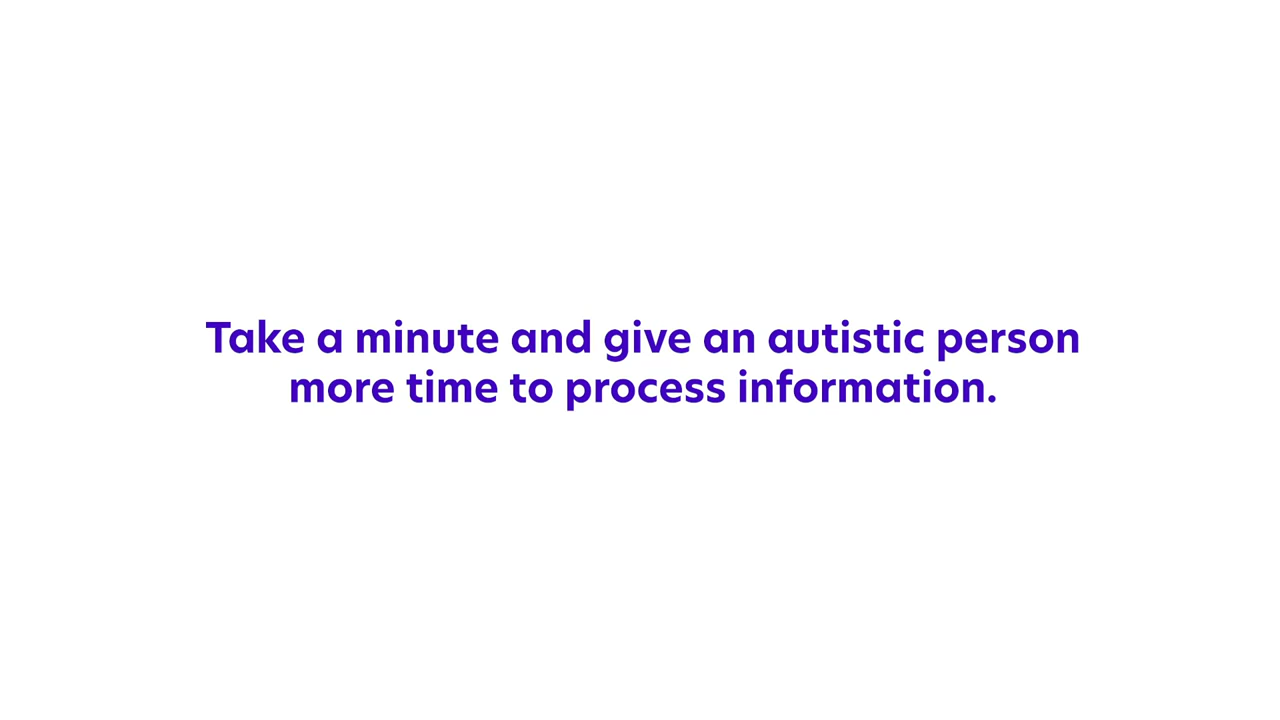 Take a minute and give an autistic person
more time to process information.